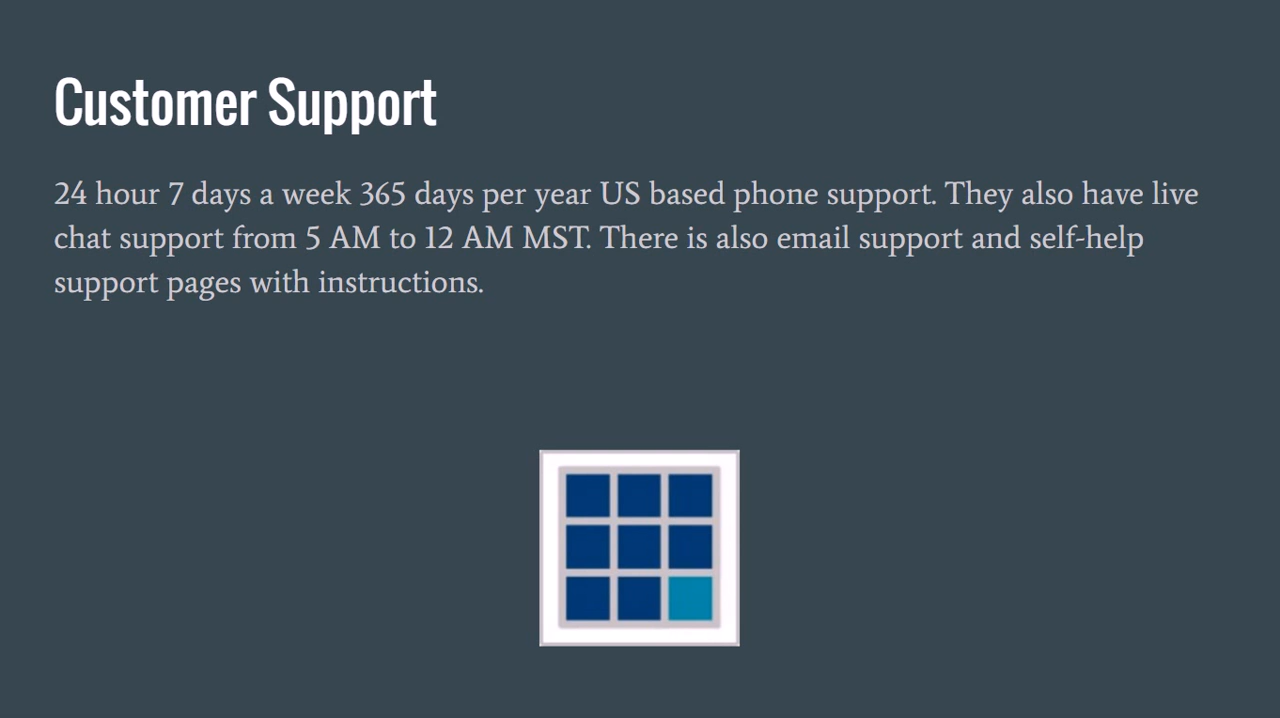 Customer Support
24 hour 7 days a week 365 days per year US based phone support. They also have live
chat support from 5 AM to 12 AM MST. There is also email support and self-help
support pages with instructions.